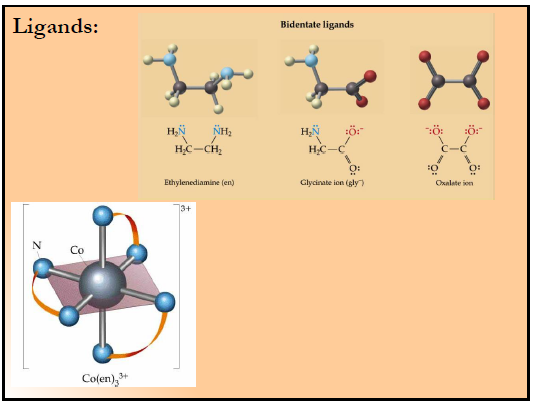 Ligands:
Bidentate ligands
H₂N̈ N̈H₂
H₂C—CH₂
Ethylenediamine (en)
H₂N̈ :Ö:⁻
H₂C—C
O:
Glycinate ion (gly⁻)
⁻:Ö: :Ö:⁻
C—C
:O O:
Oxalate ion
3+
N
Co
Co(en)₃³⁺